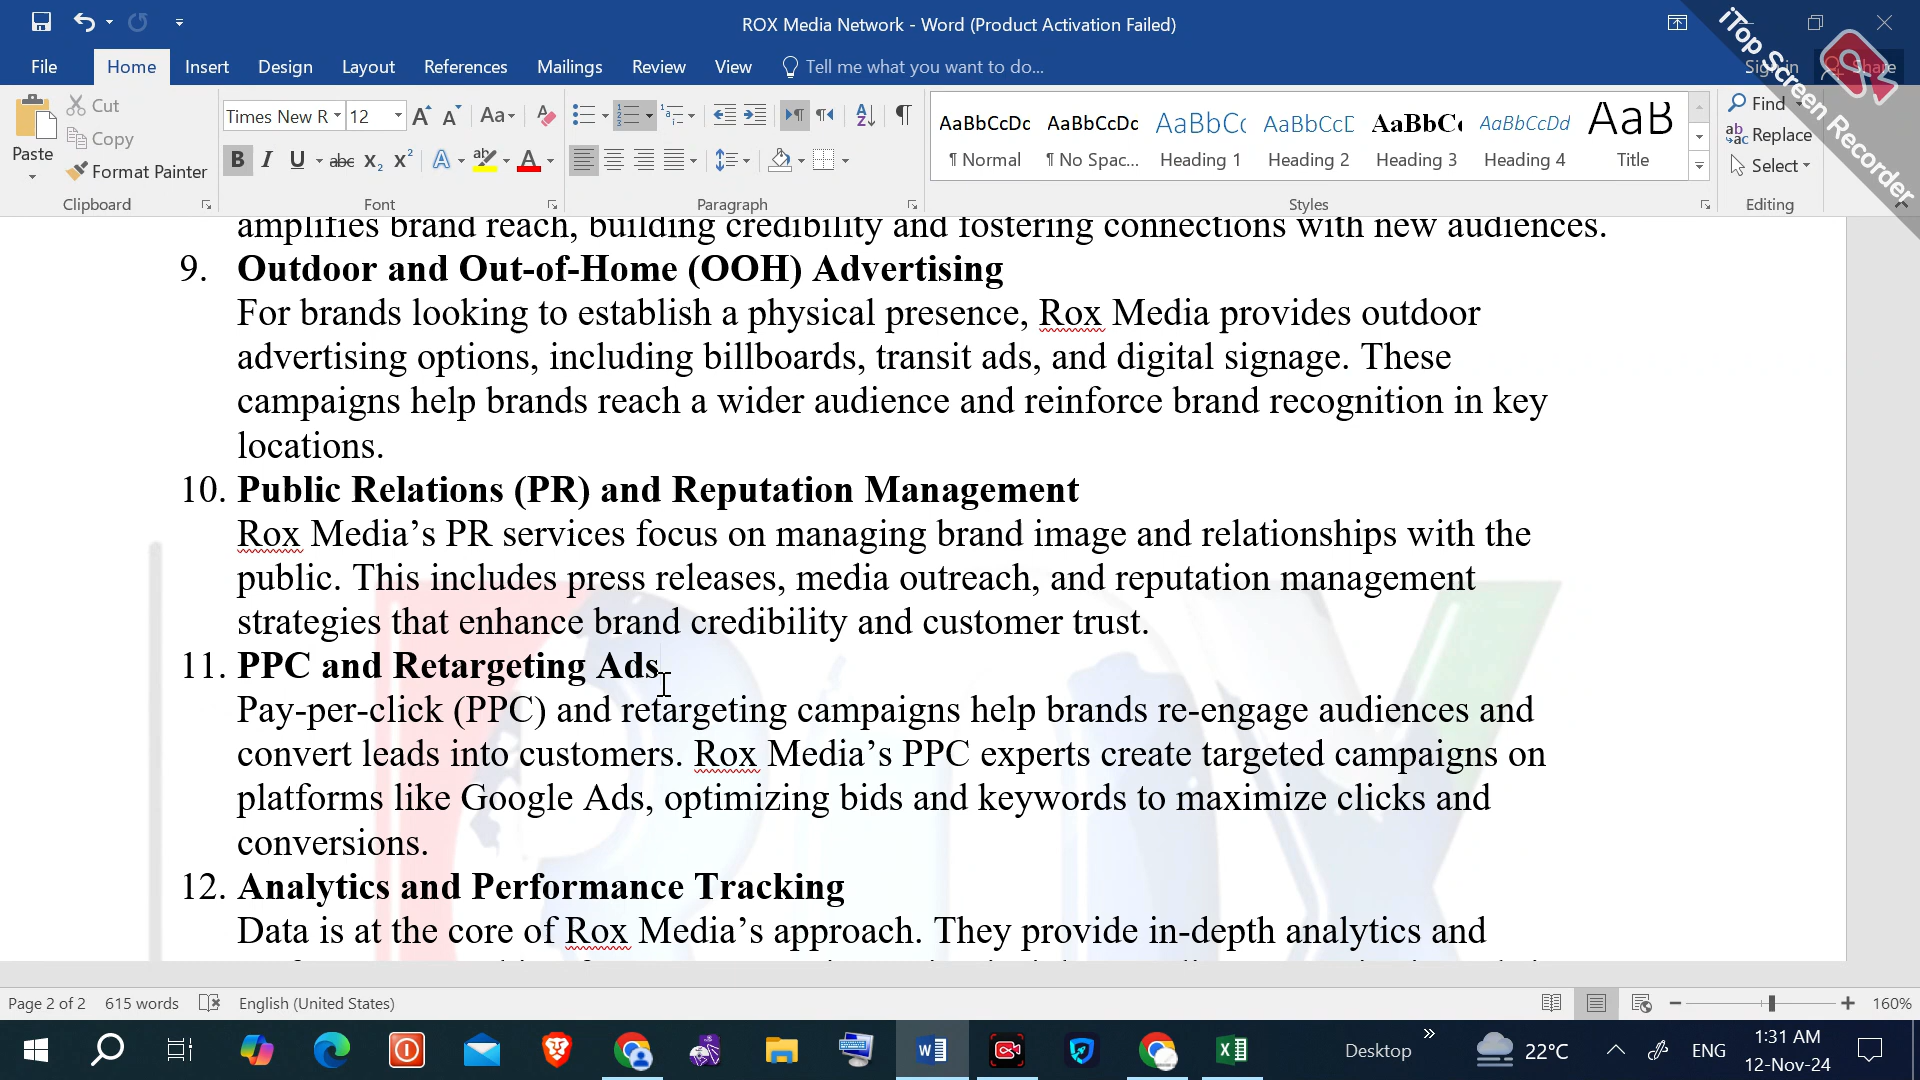 ROX Media Network - Word (Product Activation Failed)
iTop Screen Recorder
File Home Insert Design Layout References Mailings Review View Tell me what you want to do...
Sign in Share
Paste
Cut
Copy
Format Painter
Clipboard
Times New R 12
Font
Paragraph
AaBbCcDc AaBbCcDc AaBbCc AaBbCcD AaBbCc AaBbCcDd AaB
¶ Normal ¶ No Spac... Heading 1 Heading 2 Heading 3 Heading 4 Title
Styles
Find
Replace
Select
Editing
amplifies brand reach, building credibility and fostering connections with new audiences.
9. Outdoor and Out-of-Home (OOH) Advertising
For brands looking to establish a physical presence, Rox Media provides outdoor
advertising options, including billboards, transit ads, and digital signage. These
campaigns help brands reach a wider audience and reinforce brand recognition in key
locations.
10. Public Relations (PR) and Reputation Management
Rox Media’s PR services focus on managing brand image and relationships with the
public. This includes press releases, media outreach, and reputation management
strategies that enhance brand credibility and customer trust.
11. PPC and Retargeting Ads
Pay-per-click (PPC) and retargeting campaigns help brands re-engage audiences and
convert leads into customers. Rox Media’s PPC experts create targeted campaigns on
platforms like Google Ads, optimizing bids and keywords to maximize clicks and
conversions.
12. Analytics and Performance Tracking
Data is at the core of Rox Media’s approach. They provide in-depth analytics and
Page 2 of 2 615 words English (United States) 160%
Desktop 22°C ENG 1:31 AM
12-Nov-24